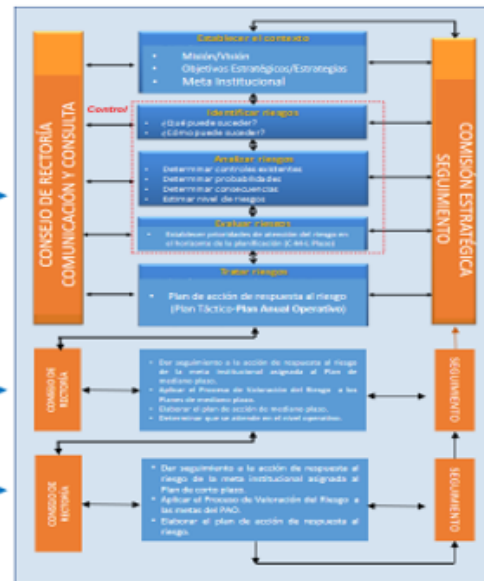 Establecer el contexto
• Misión/Visión
• Objetivos Estratégicos/Estrategias
• Meta Institucional
Control
Identificar riesgos
• ¿Qué puede suceder?
• ¿Cómo puede suceder?
Analizar riesgos
• Determinar controles existentes
• Determinar probabilidades
• Determinar consecuencias
• Estimar nivel de riesgos
Evaluar riesgos
• Establecer prioridades de atención del riesgo en
el horizonte de la planificación (C-M-L Plazo)
Tratar riesgos
• Plan de acción de respuesta al riesgo
(Plan Táctico-Plan Anual Operativo)
CONSEJO DE RECTORÍA
COMUNICACIÓN Y CONSULTA
COMISIÓN ESTRATÉGICA
SEGUIMIENTO
CONSEJO DE
RECTORÍA
• Dar seguimiento a la acción de respuesta al riesgo
de la meta institucional asignada al Plan de
mediano plazo.
• Aplicar el Proceso de Valoración del Riesgo a los
Planes de mediano plazo.
• Elaborar el plan de acción de mediano plazo.
• Determinar que se atiende en el nivel operativo.
SEGUIMIENTO
CONSEJO DE
RECTORÍA
• Dar seguimiento a la acción de respuesta al
riesgo de la meta institucional asignada al
Plan de corto plazo.
• Aplicar el Proceso de Valoración del Riesgo a
las metas del PAO.
• Elaborar el plan de acción de respuesta al
riesgo.
SEGUIMIENTO